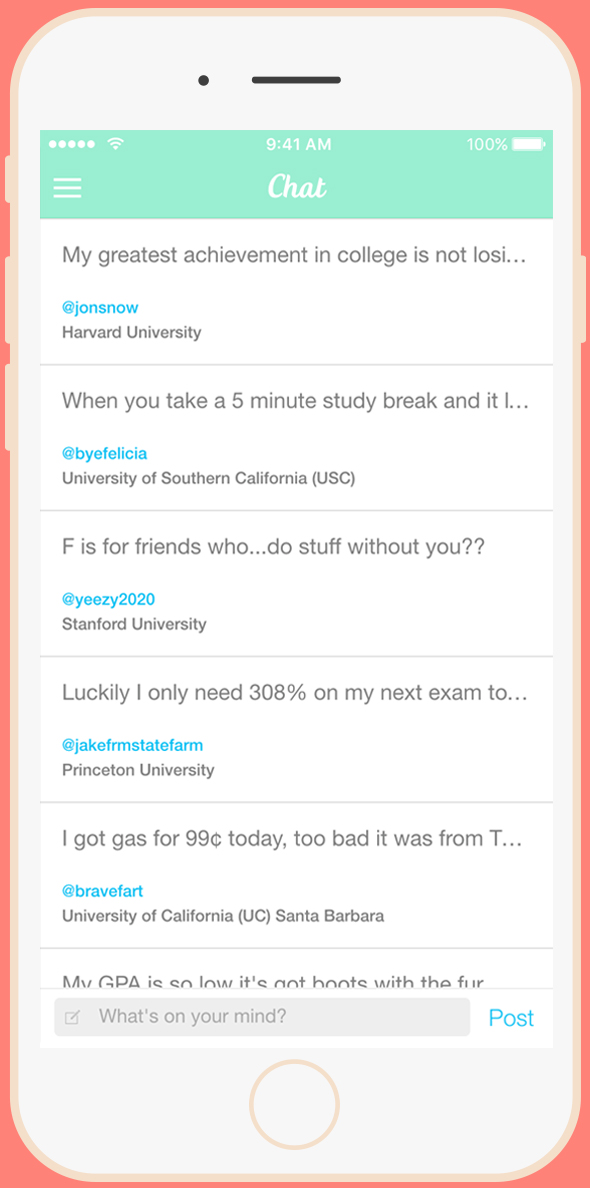 9:41 AM 100%
Chat
My greatest achievement in college is not losi...
@jonsnow
Harvard University
When you take a 5 minute study break and it l...
@byefelicia
University of Southern California (USC)
F is for friends who...do stuff without you??
@yeezy2020
Stanford University
Luckily I only need 308% on my next exam to...
@jakefrmstatefarm
Princeton University
I got gas for 99¢ today, too bad it was from T...
@bravefart
University of California (UC) Santa Barbara
My GPA is so low it's got boots with the fur
What's on your mind? Post